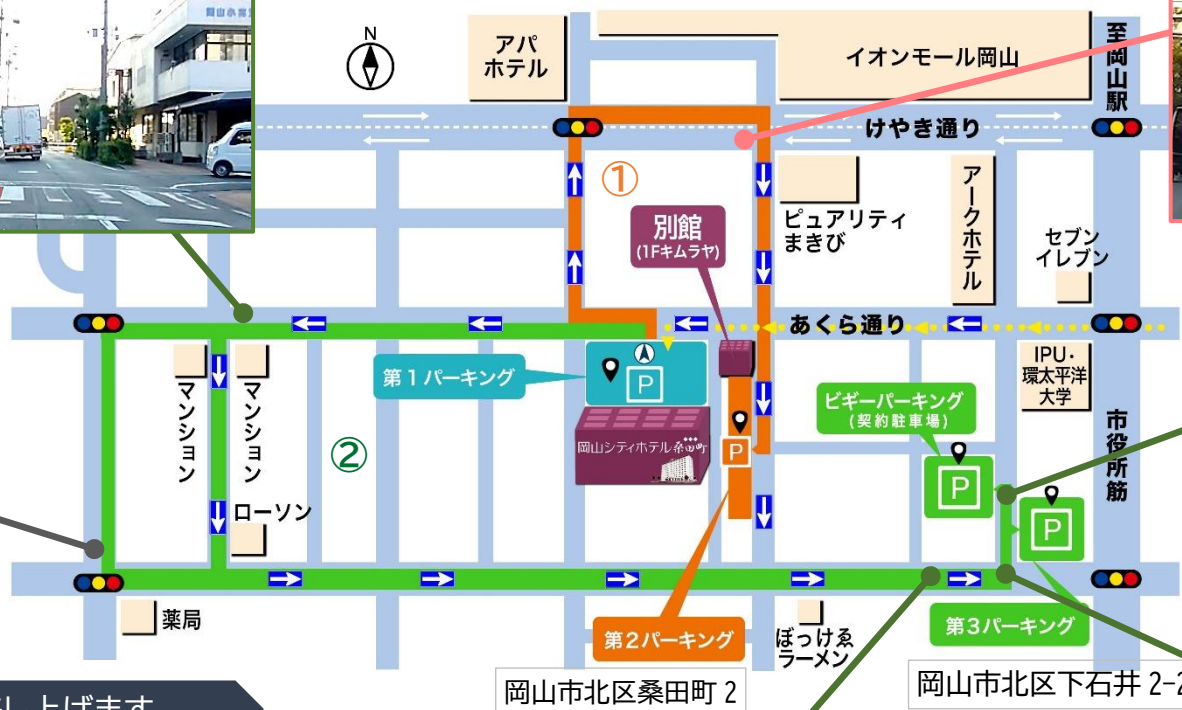 N
アパ
ホテル
イオンモール岡山
至岡山駅
けやき通り
①
別館
(1Fキムラヤ)
ピュアリティ
まきび
アークホテル
セブン
イレブン
あくら通り
第1パーキング
P
IPU・
環太平洋
大学
マンション
マンション
②
岡山シティホテル桑田町
P
ビギーパーキング
(契約駐車場)
P
P
市役所筋
ローソン
薬局
第2パーキング
ぼっけゑ
ラーメン
第3パーキング
岡山市北区桑田町 2
岡山市北区下石井 2-2
し上げます